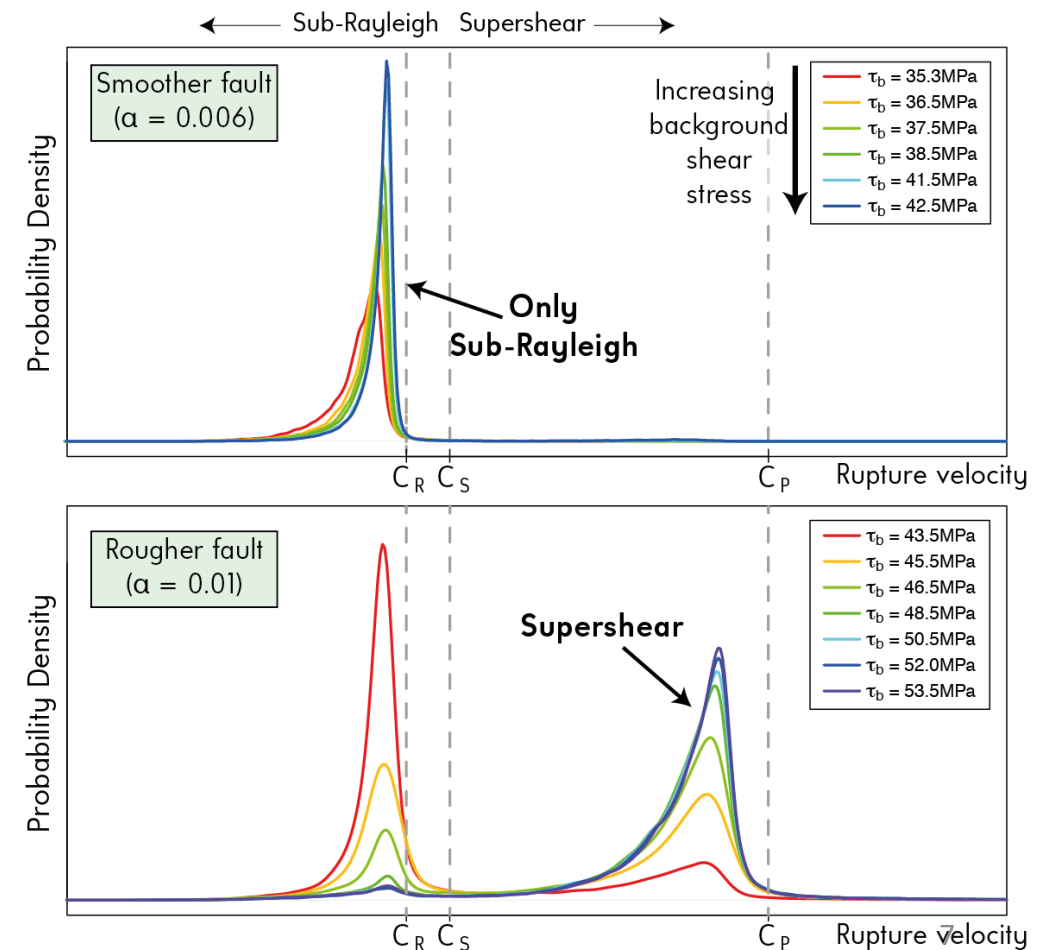 Sub-Rayleigh Supershear
Smoother fault
(α = 0.006)
Increasing
background
shear
stress
τb = 35.3MPa
τb = 36.5MPa
τb = 37.5MPa
τb = 38.5MPa
τb = 41.5MPa
τb = 42.5MPa
Probability Density
Only
Sub-Rayleigh
CR CS CP Rupture velocity
Rougher fault
(α = 0.01)
τb = 43.5MPa
τb = 45.5MPa
τb = 46.5MPa
τb = 48.5MPa
τb = 50.5MPa
τb = 52.0MPa
τb = 53.5MPa
Supershear
Probability Density
CR CS CP Rupture velocity
7